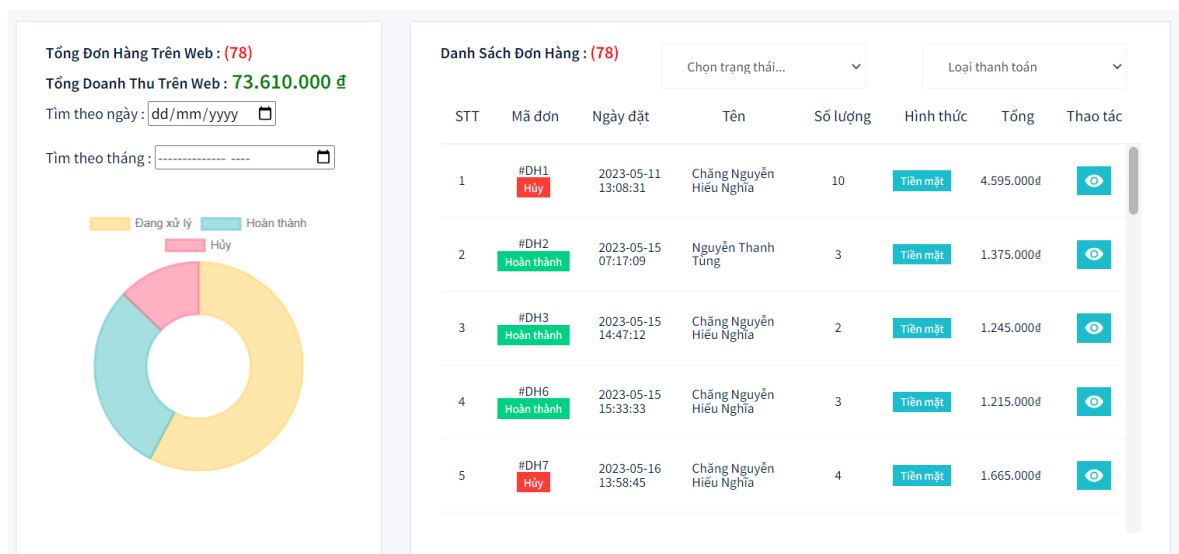 Tổng Đơn Hàng Trên Web : (78)
Tổng Doanh Thu Trên Web : 73.610.000 ₫
Tìm theo ngày : dd/mm/yyyy
Tìm theo tháng : -------------- ----
Đang xử lý Hoàn thành
Hủy
Danh Sách Đơn Hàng : (78) Chọn trạng thái... Loại thanh toán
STT Mã đơn Ngày đặt Tên Số lượng Hình thức Tổng Thao tác
1 #DH1 Hủy 2023-05-11 13:08:31 Chăng Nguyễn Hiếu Nghĩa 10 Tiền mặt 4.595.000₫
2 #DH2 Hoàn thành 2023-05-15 07:17:09 Nguyễn Thanh Tùng 3 Tiền mặt 1.375.000₫
3 #DH3 Hoàn thành 2023-05-15 14:47:12 Chăng Nguyễn Hiếu Nghĩa 2 Tiền mặt 1.245.000₫
4 #DH6 Hoàn thành 2023-05-15 15:33:33 Chăng Nguyễn Hiếu Nghĩa 3 Tiền mặt 1.215.000₫
5 #DH7 Hủy 2023-05-16 13:58:45 Chăng Nguyễn Hiếu Nghĩa 4 Tiền mặt 1.665.000₫